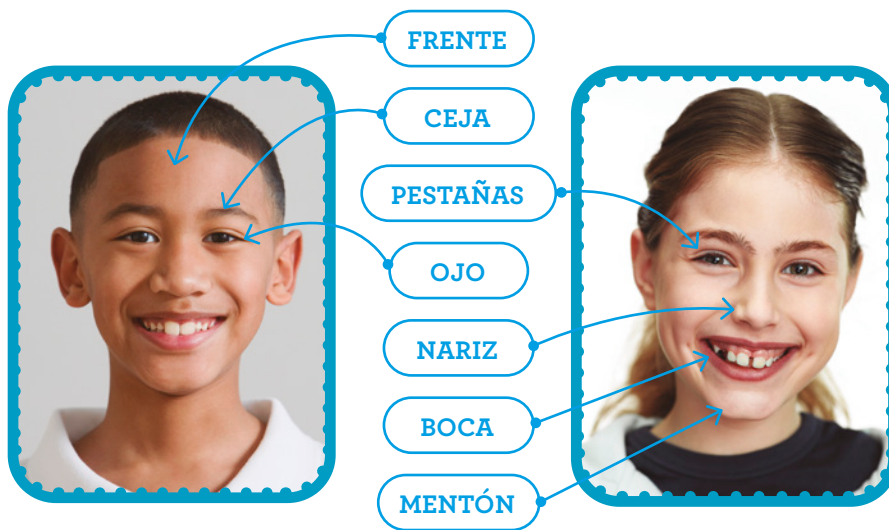 FRENTE
CEJA
PESTAÑAS
OJO
NARIZ
BOCA
MENTÓN